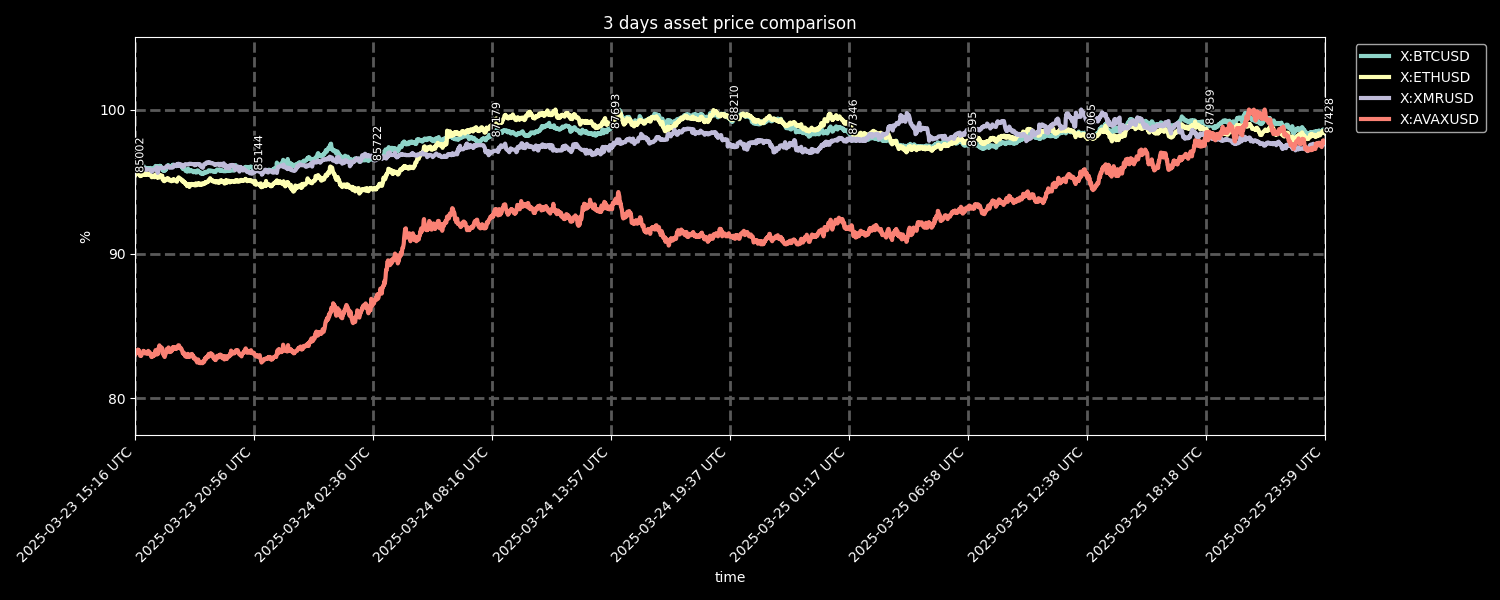 3 days asset price comparison
X:BTCUSD
X:ETHUSD
X:XMRUSD
X:AVAXUSD
100
90
80
%
85002
85144
85722
87179
87693
88210
87346
86595
87065
87959
87428
2025-03-23 15:16 UTC
2025-03-23 20:56 UTC
2025-03-24 02:36 UTC
2025-03-24 08:16 UTC
2025-03-24 13:57 UTC
2025-03-24 19:37 UTC
2025-03-25 01:17 UTC
2025-03-25 06:58 UTC
2025-03-25 12:38 UTC
2025-03-25 18:18 UTC
2025-03-25 23:59 UTC
time